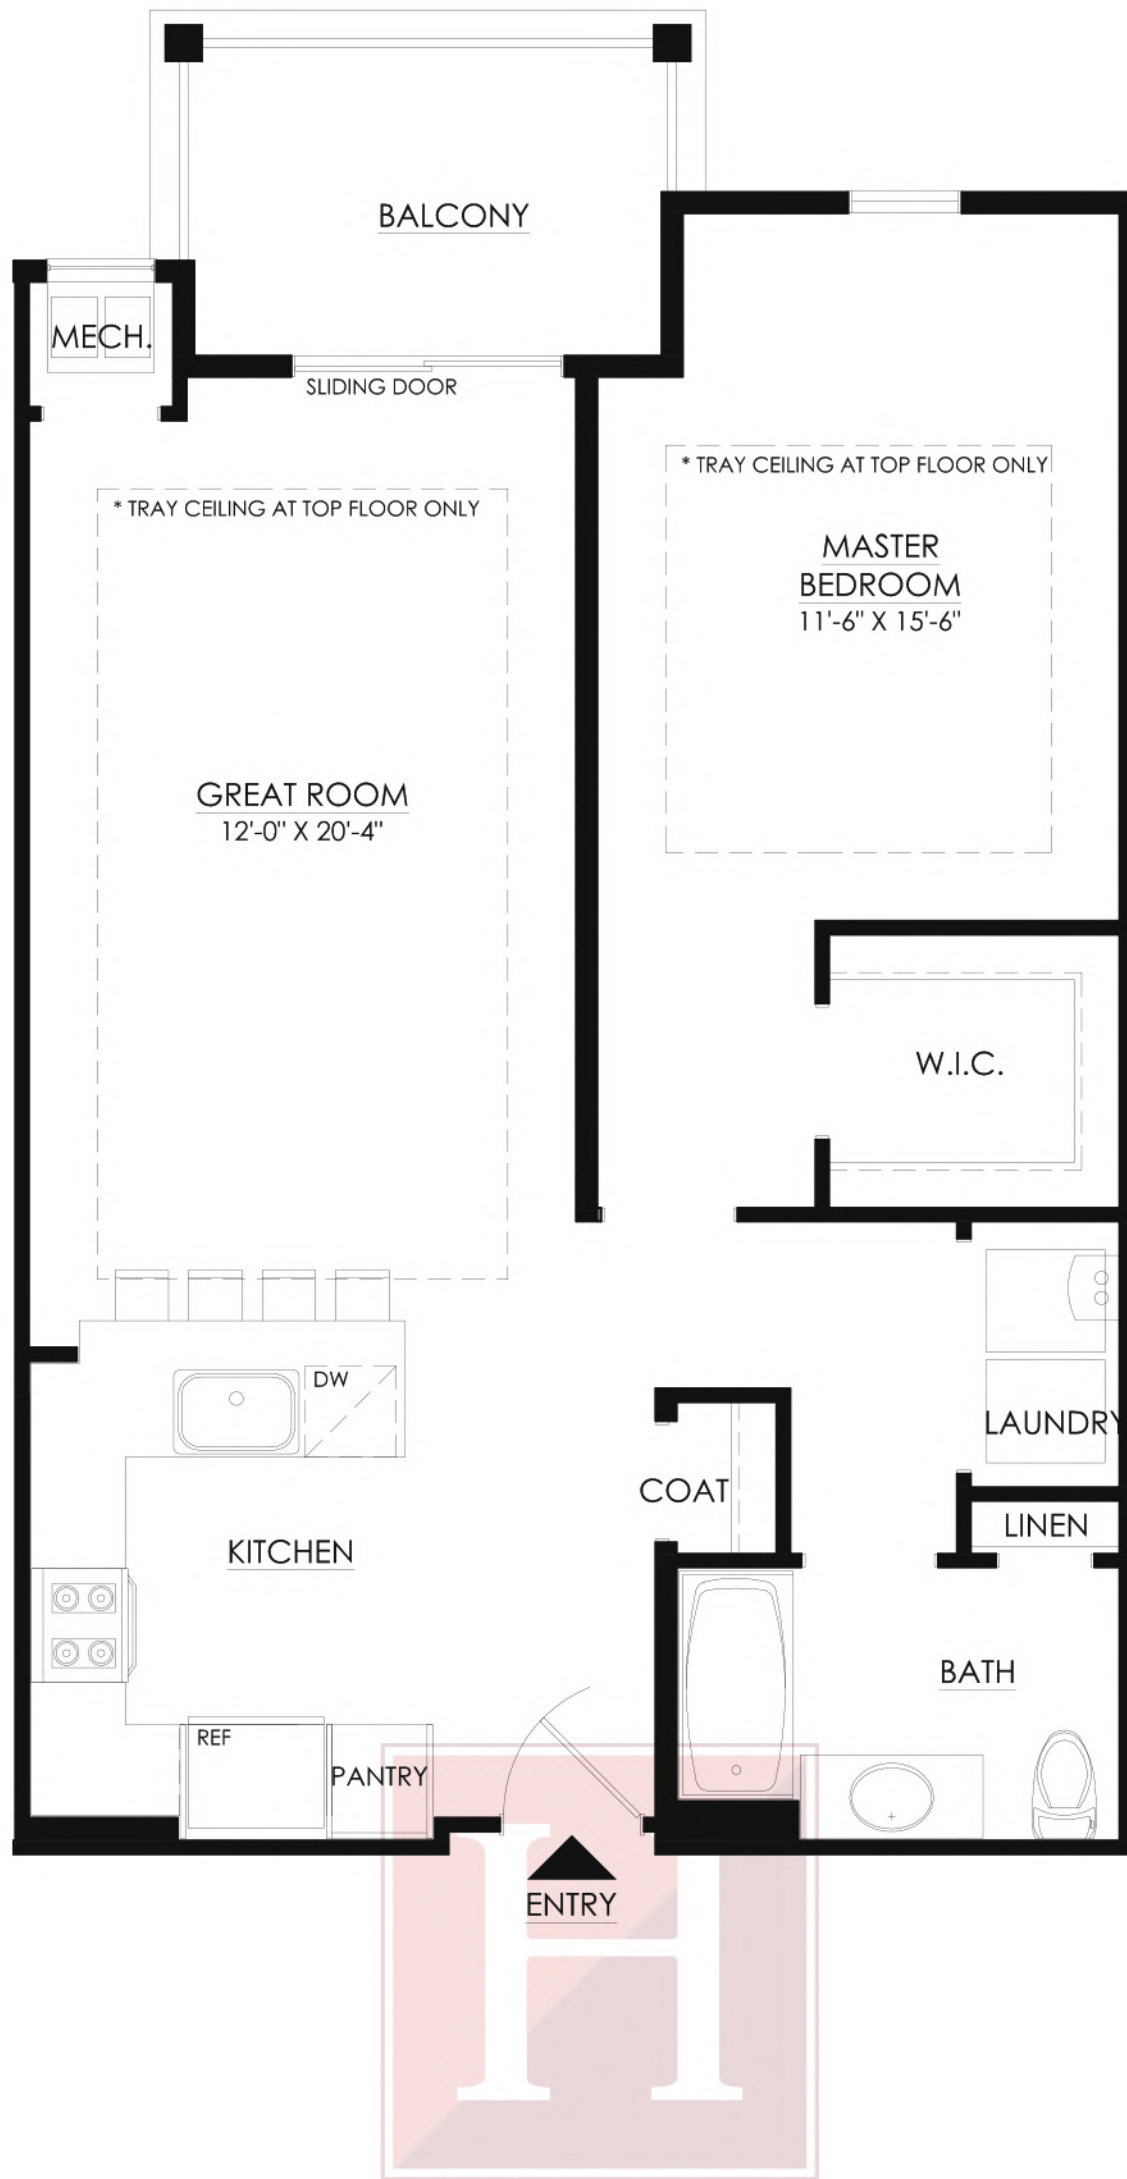 BALCONY
MECH.
SLIDING DOOR
* TRAY CEILING AT TOP FLOOR ONLY
* TRAY CEILING AT TOP FLOOR ONLY
MASTER
BEDROOM
11'-6" X 15'-6"
GREAT ROOM
12'-0" X 20'-4"
W.I.C.
DW
LAUNDRY
COAT
LINEN
KITCHEN
BATH
REF
PANTRY
ENTRY
H